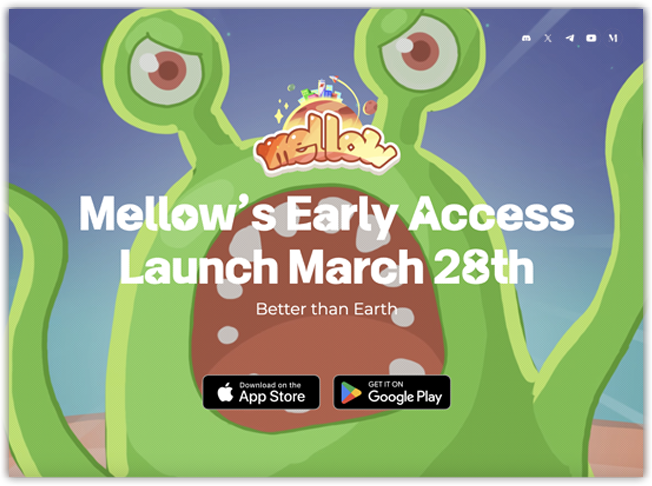 mellow
Mellow's Early Access
Launch March 28th
Better than Earth
Download on the
App Store
GET IT ON
Google Play